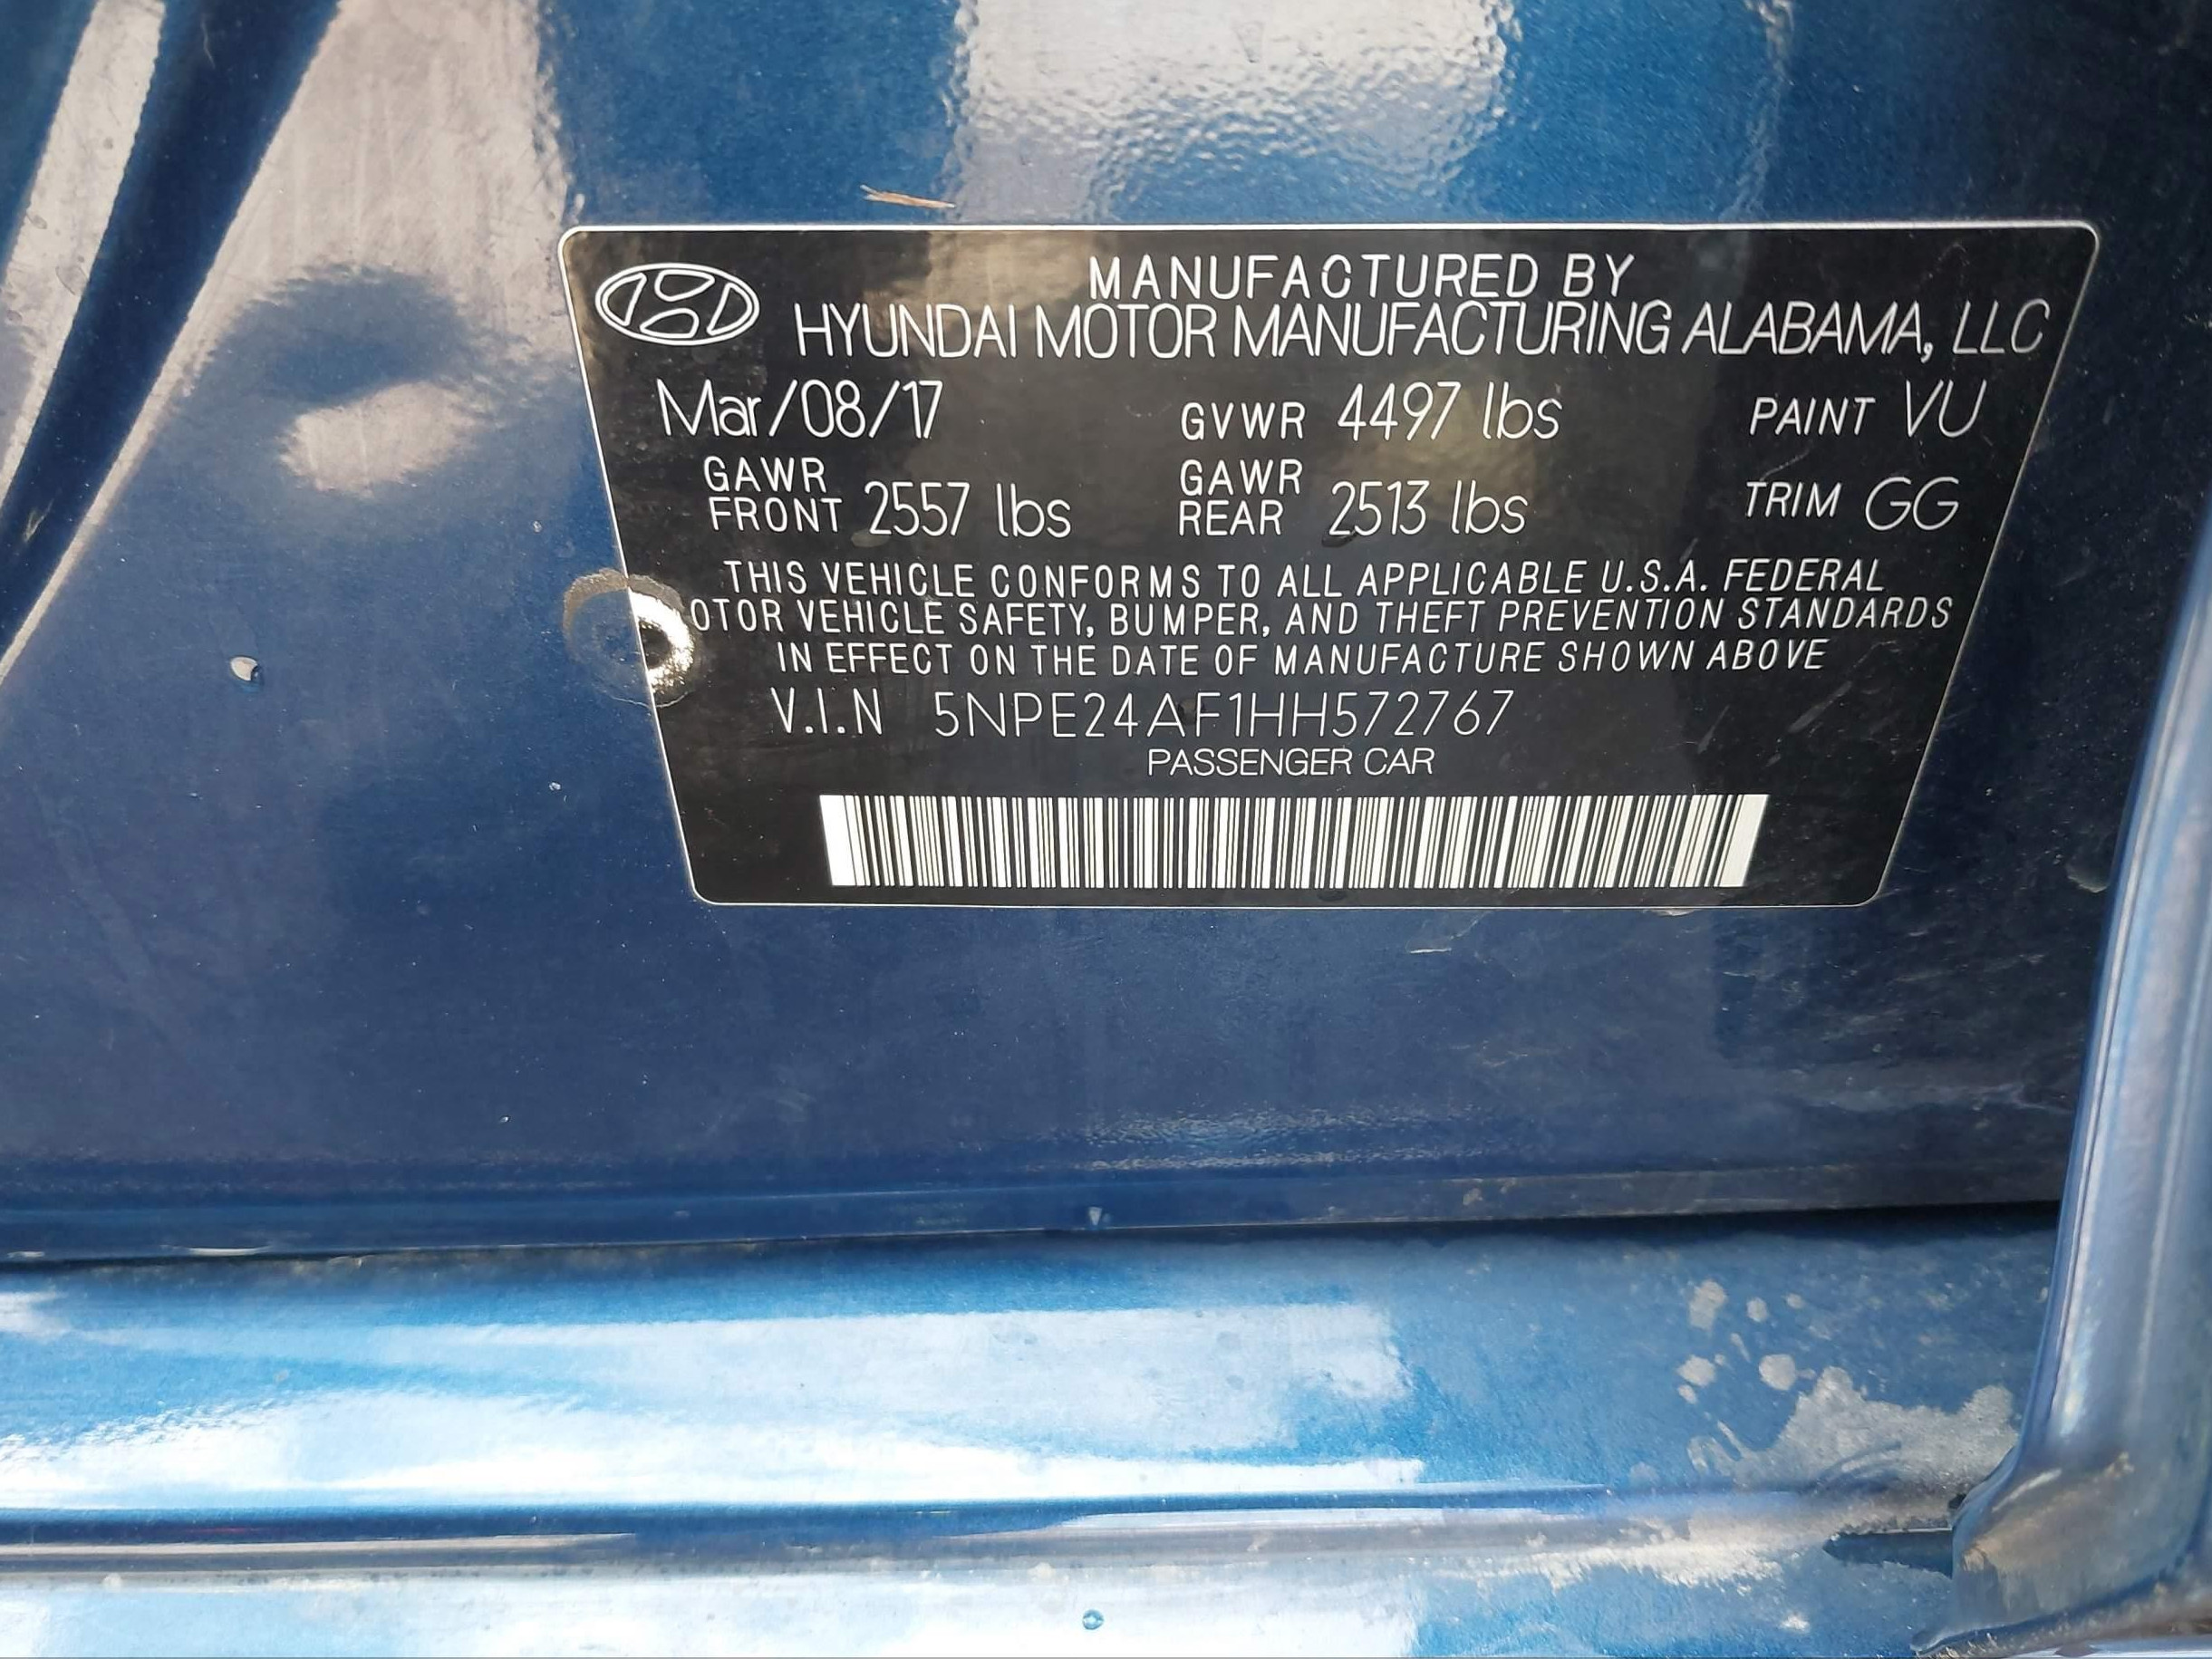 MANUFACTURED BY
HYUNDAI MOTOR MANUFACTURING ALABAMA, LLC
Mar/08/17 GVWR 4497 lbs PAINT VU
GAWR FRONT 2557 lbs GAWR REAR 2513 lbs TRIM GG
THIS VEHICLE CONFORMS TO ALL APPLICABLE U.S.A. FEDERAL
OTOR VEHICLE SAFETY, BUMPER, AND THEFT PREVENTION STANDARDS
IN EFFECT ON THE DATE OF MANUFACTURE SHOWN ABOVE
V.I.N 5NPE24AF1HH572767
PASSENGER CAR